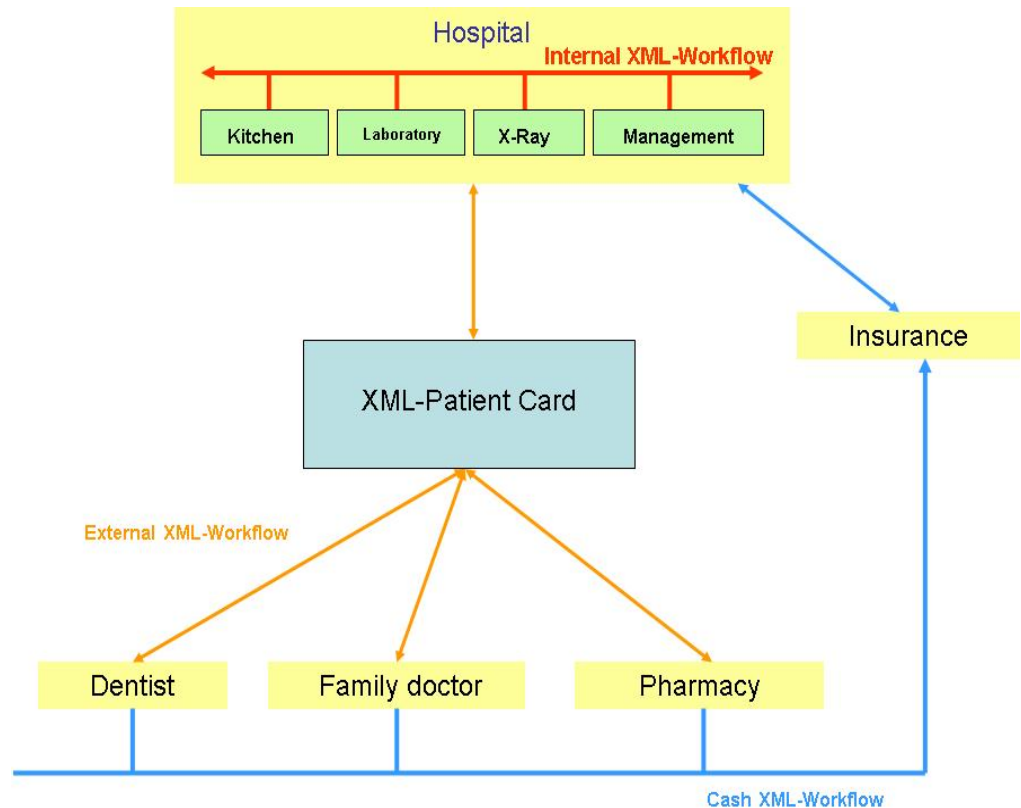 Hospital
Internal XML-Workflow
Kitchen
Laboratory
X-Ray
Management
Insurance
XML-Patient Card
External XML-Workflow
Dentist
Family doctor
Pharmacy
Cash XML-Workflow